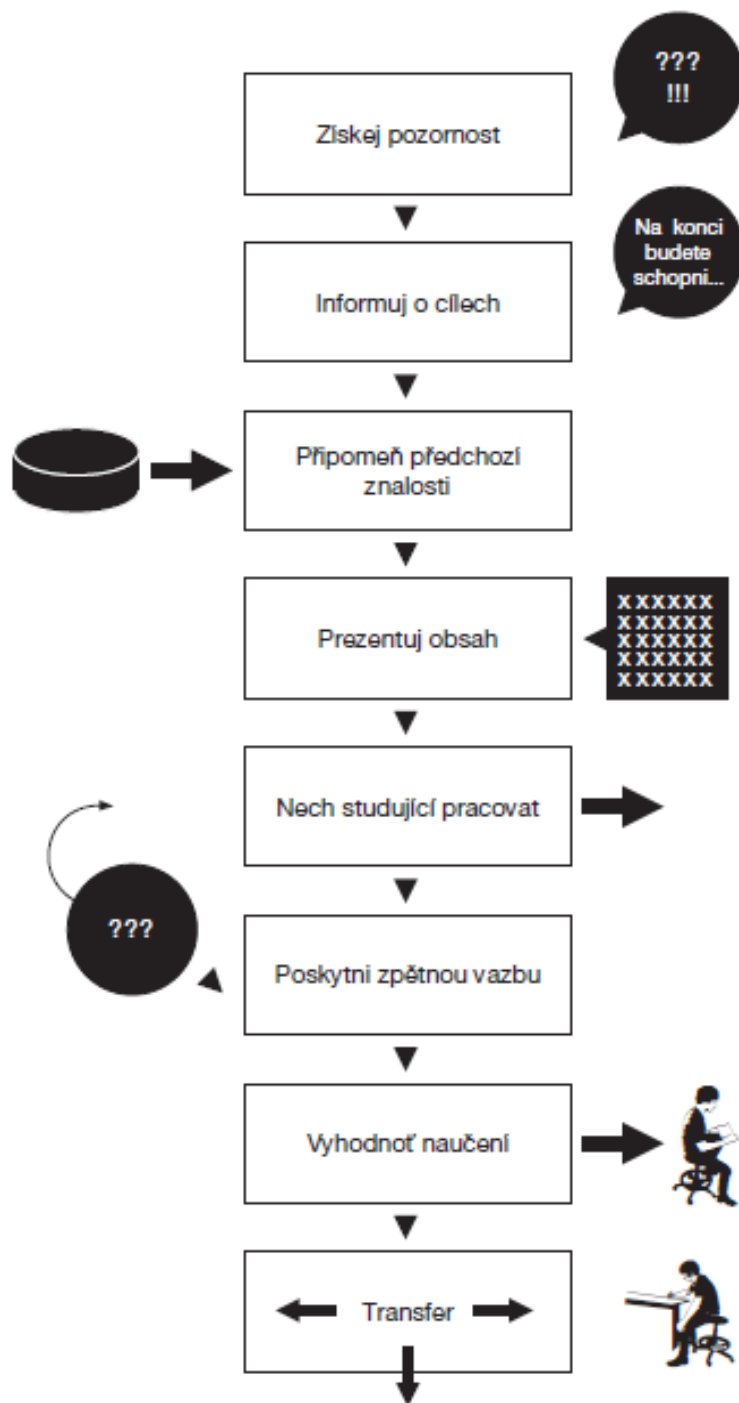 ???
!!!
Získej pozornost
Na konci
budete
schopni...
Informuj o cílech
Připomeň předchozí
znalosti
Prezentuj obsah
xxxxxx
xxxxxx
xxxxxx
xxxxxx
xxxxxx
Nech studující pracovat
???
Poskytni zpětnou vazbu
Vyhodnoť naučení
Transfer